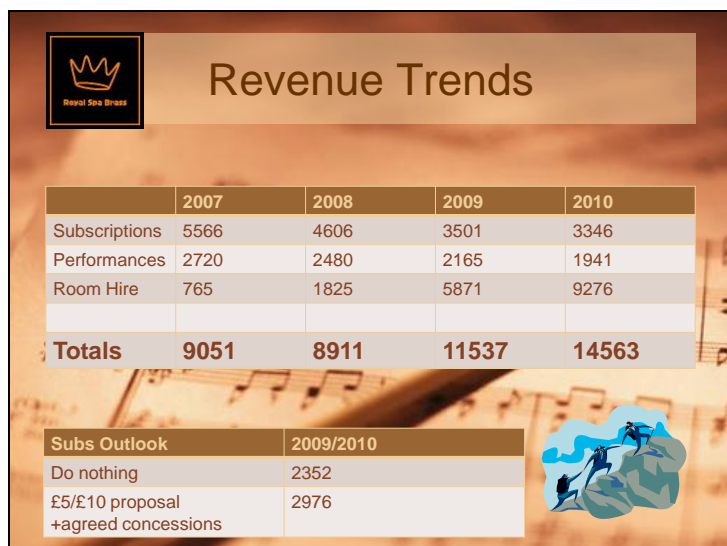 Royal Spa Brass
Revenue Trends
2007 2008 2009 2010
Subscriptions 5566 4606 3501 3346
Performances 2720 2480 2165 1941
Room Hire 765 1825 5871 9276
Totals 9051 8911 11537 14563
Subs Outlook 2009/2010
Do nothing 2352
£5/£10 proposal 2976
+agreed concessions